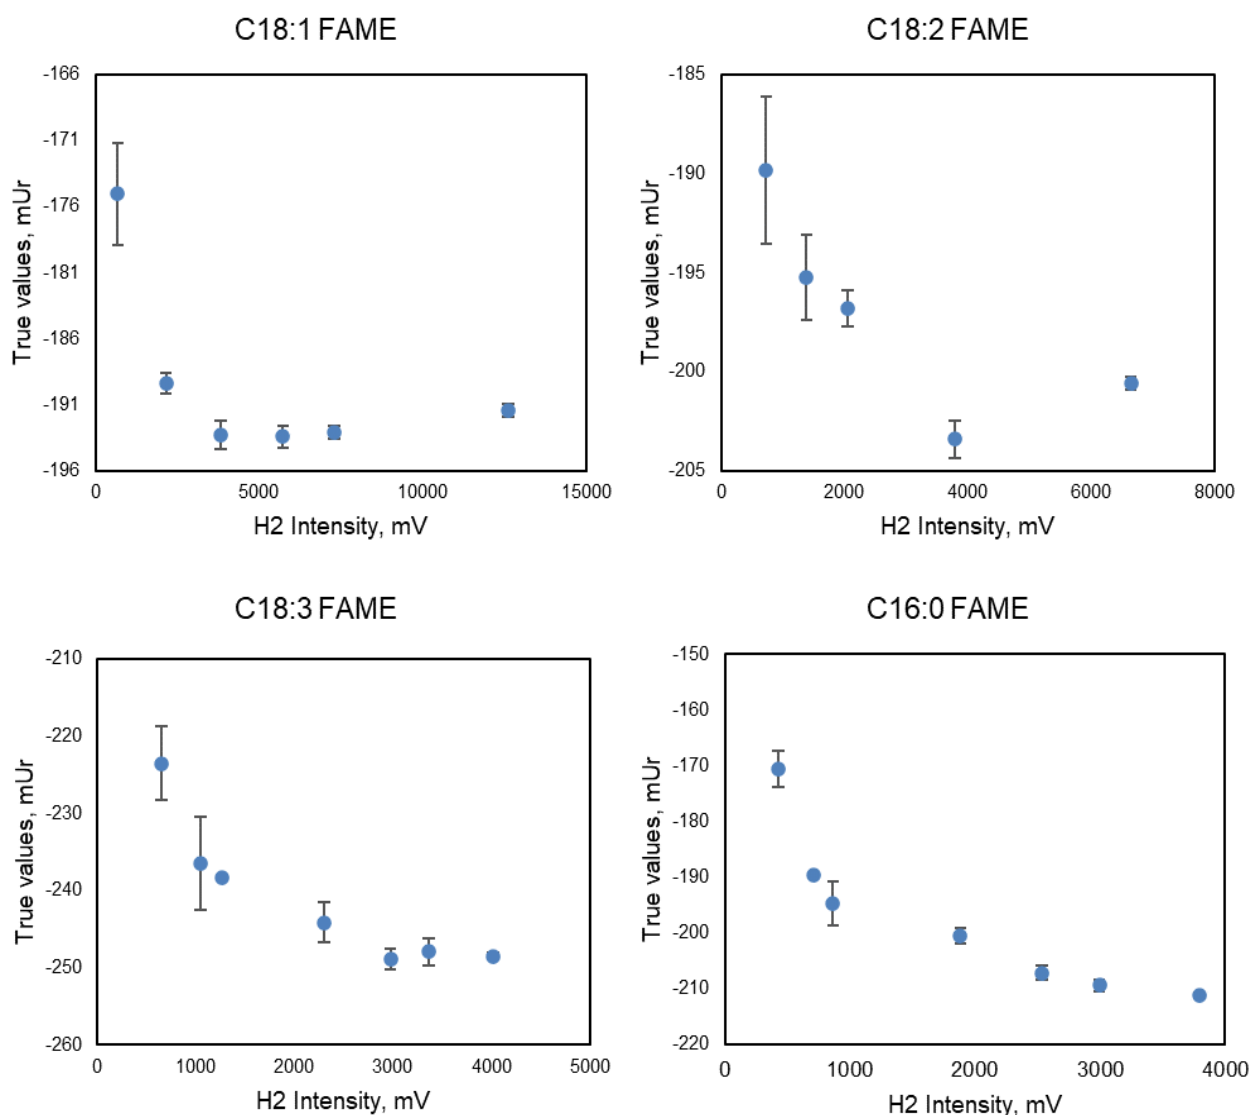 C18:1 FAME
-166
-171
-176
-181
-186
-191
-196
True values, mUr
0 5000 10000 15000
H2 Intensity, mV
C18:2 FAME
-185
-190
-195
-200
-205
True values, mUr
0 2000 4000 6000 8000
H2 Intensity, mV
C18:3 FAME
-210
-220
-230
-240
-250
-260
True values, mUr
0 1000 2000 3000 4000 5000
H2 Intensity, mV
C16:0 FAME
-150
-160
-170
-180
-190
-200
-210
-220
True values, mUr
0 1000 2000 3000 4000
H2 Intensity, mV